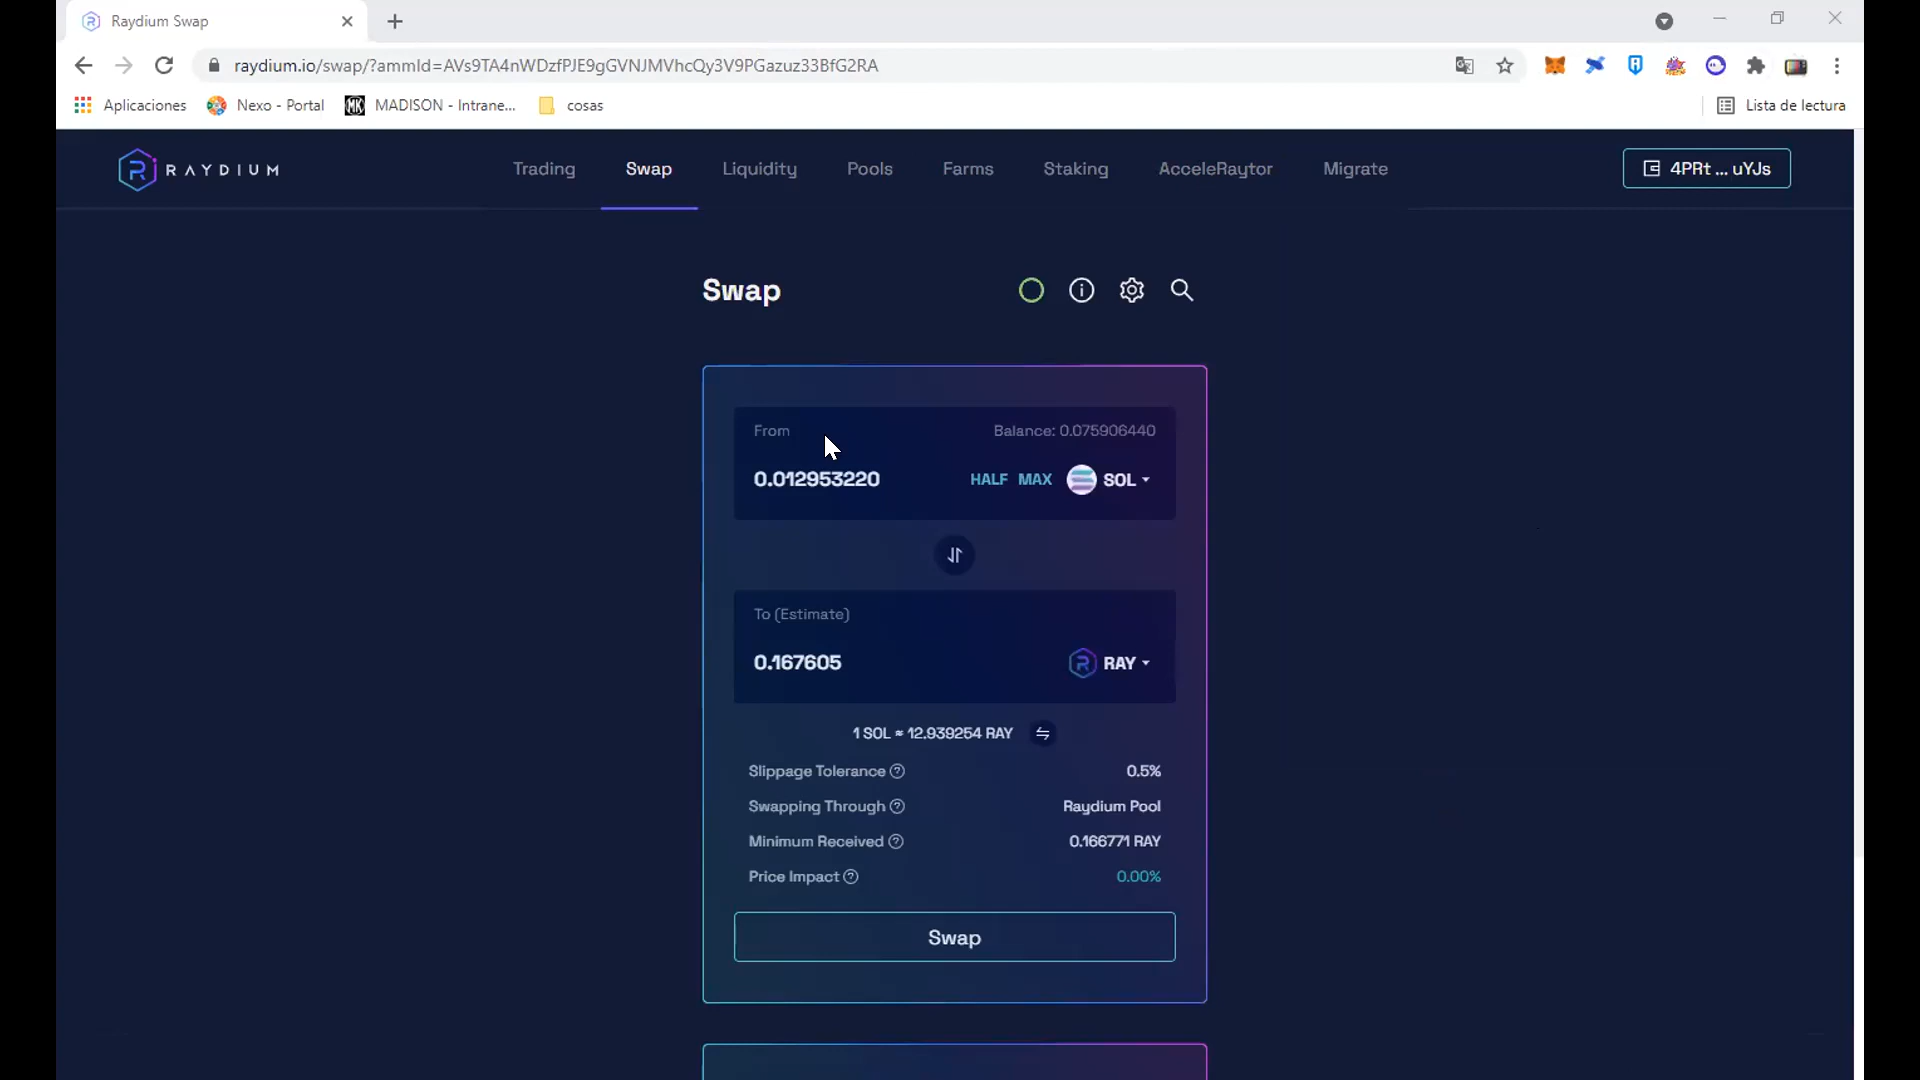 Raydium Swap
raydium.io/swap/?ammId=AVs9TA4nWDzfPJE9gGVNJMVhcQy3V9PGazuz33BfG2RA
Aplicaciones Nexo - Portal MADISON - Intrane... cosas Lista de lectura
RAYDIUM Trading Swap Liquidity Pools Farms Staking AcceleRaytor Migrate 4PRt ... uYJs
Swap
From Balance: 0.075906440
0.012953220 HALF MAX SOL
To (Estimate)
0.167605 RAY
1 SOL ≈ 12.939254 RAY
Slippage Tolerance 0.5%
Swapping Through Raydium Pool
Minimum Received 0.166771 RAY
Price Impact 0.00%
Swap